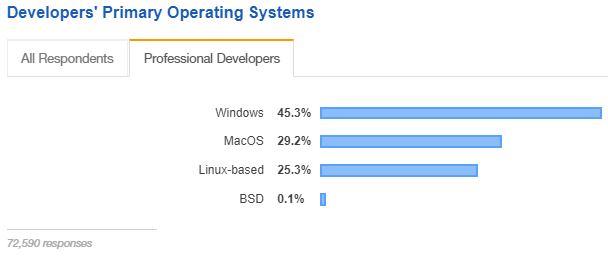 Developers' Primary Operating Systems
All Respondents Professional Developers
Windows 45.3%
MacOS 29.2%
Linux-based 25.3%
BSD 0.1%
72,590 responses